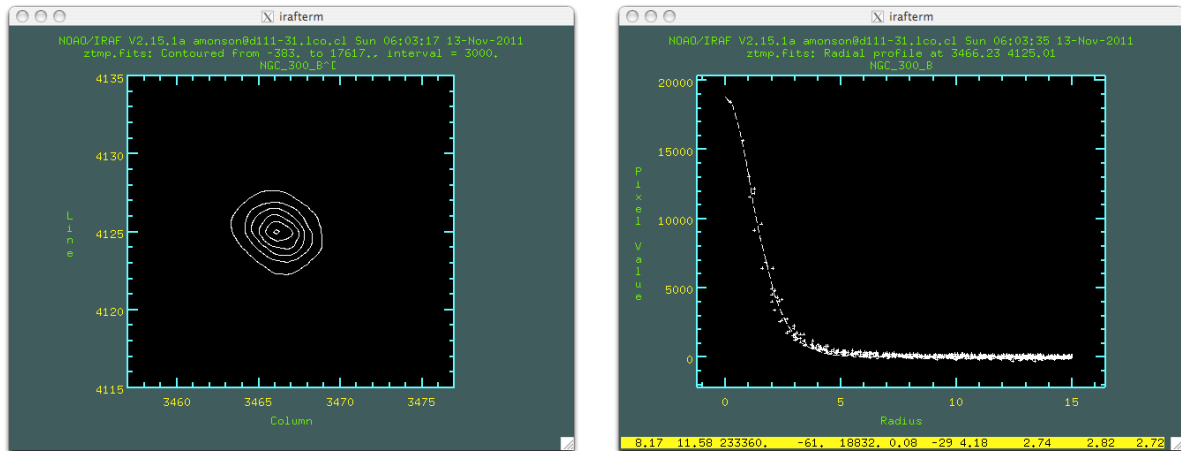 irafterm
NOAO/IRAF V2.15.1a amonson@d111-31.lco.cl Sun 06:03:17 13-Nov-2011
ztmp.fits: Contoured from -383. to 17617., interval = 3000.
NGC_300_B^[
4135
4130
4125
4120
4115
Line
3460
3465
3470
3475
Column
irafterm
NOAO/IRAF V2.15.1a amonson@d111-31.lco.cl Sun 06:03:35 13-Nov-2011
ztmp.fits: Radial profile at 3466.23 4125.01
NGC_300_B
20000
15000
10000
5000
0
Pixel Value
0
5
10
15
Radius
8.17 11.58 233360. -61. 18832. 0.08 -29 4.18 2.74 2.82 2.72